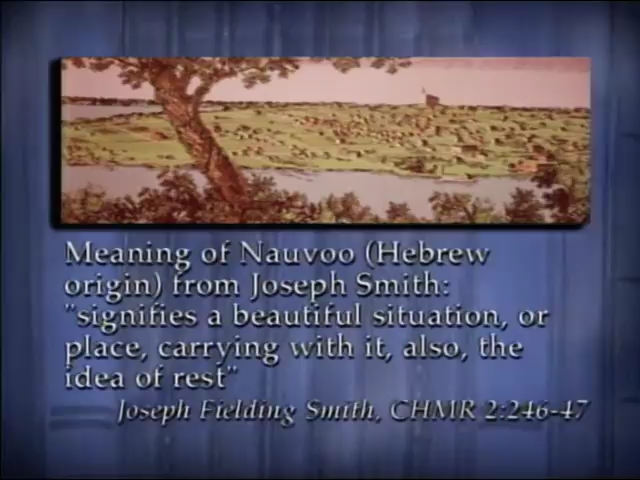 Meaning of Nauvoo (Hebrew
origin) from Joseph Smith:
"signifies a beautiful situation, or
place, carrying with it, also, the
idea of rest"
Joseph Fielding Smith, CHMR 2:246-47